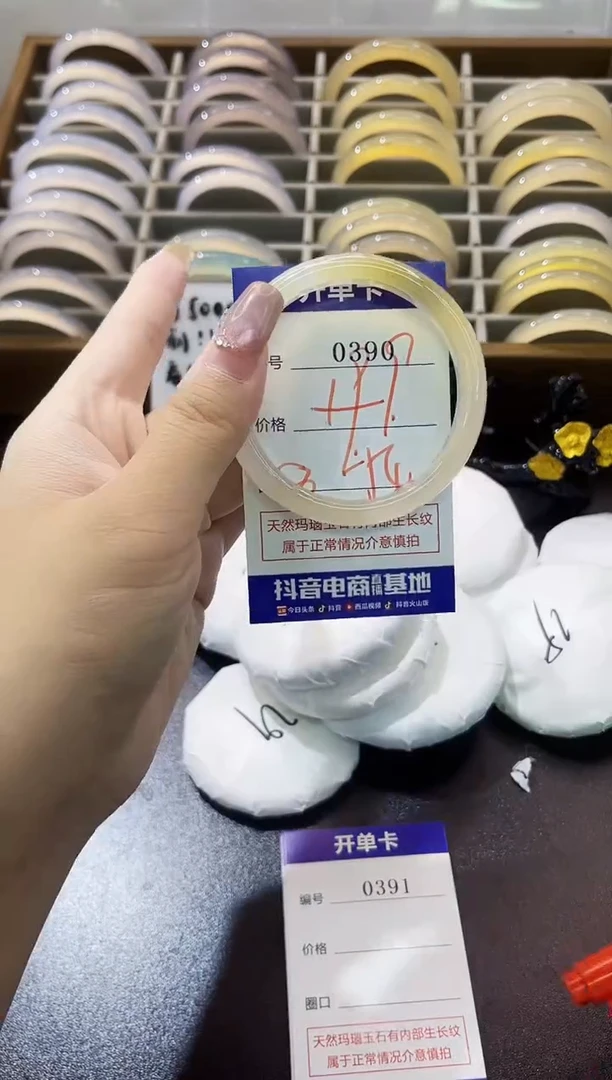 开单卡
号 0390
价格
天然玛瑙玉石有内部生长纹
属于正常情况介意慎拍
抖音电商直播基地
今日头条 抖音 西瓜视频 抖音火山版
29
29
开单卡
编号 0391
价格
圈口
天然玛瑙玉石有内部生长纹
属于正常情况介意慎拍